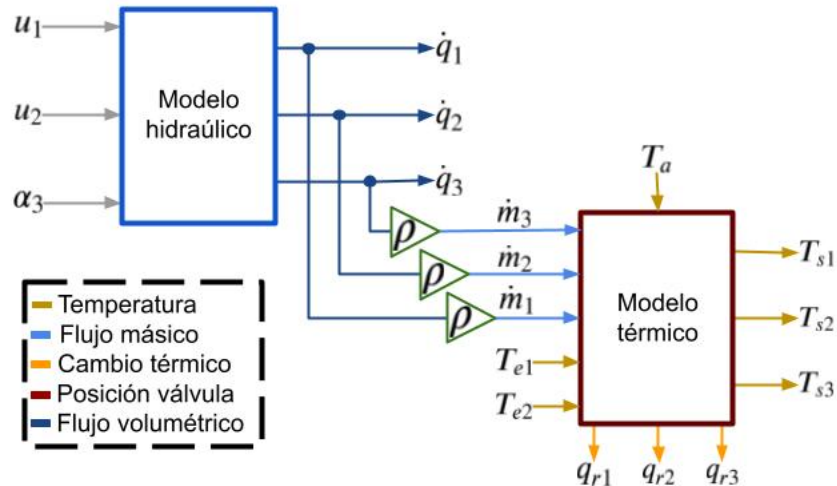 u₁
u₂
α₃
Modelo
hidraúlico
q̇₁
q̇₂
q̇₃
ρ
ρ
ρ
ṁ₃
ṁ₂
ṁ₁
Tₑ₁
Tₑ₂
Tₐ
Modelo
térmico
Tₛ₁
Tₛ₂
Tₛ₃
qᵣ₁
qᵣ₂
qᵣ₃
Temperatura
Flujo másico
Cambio térmico
Posición válvula
Flujo volumétrico